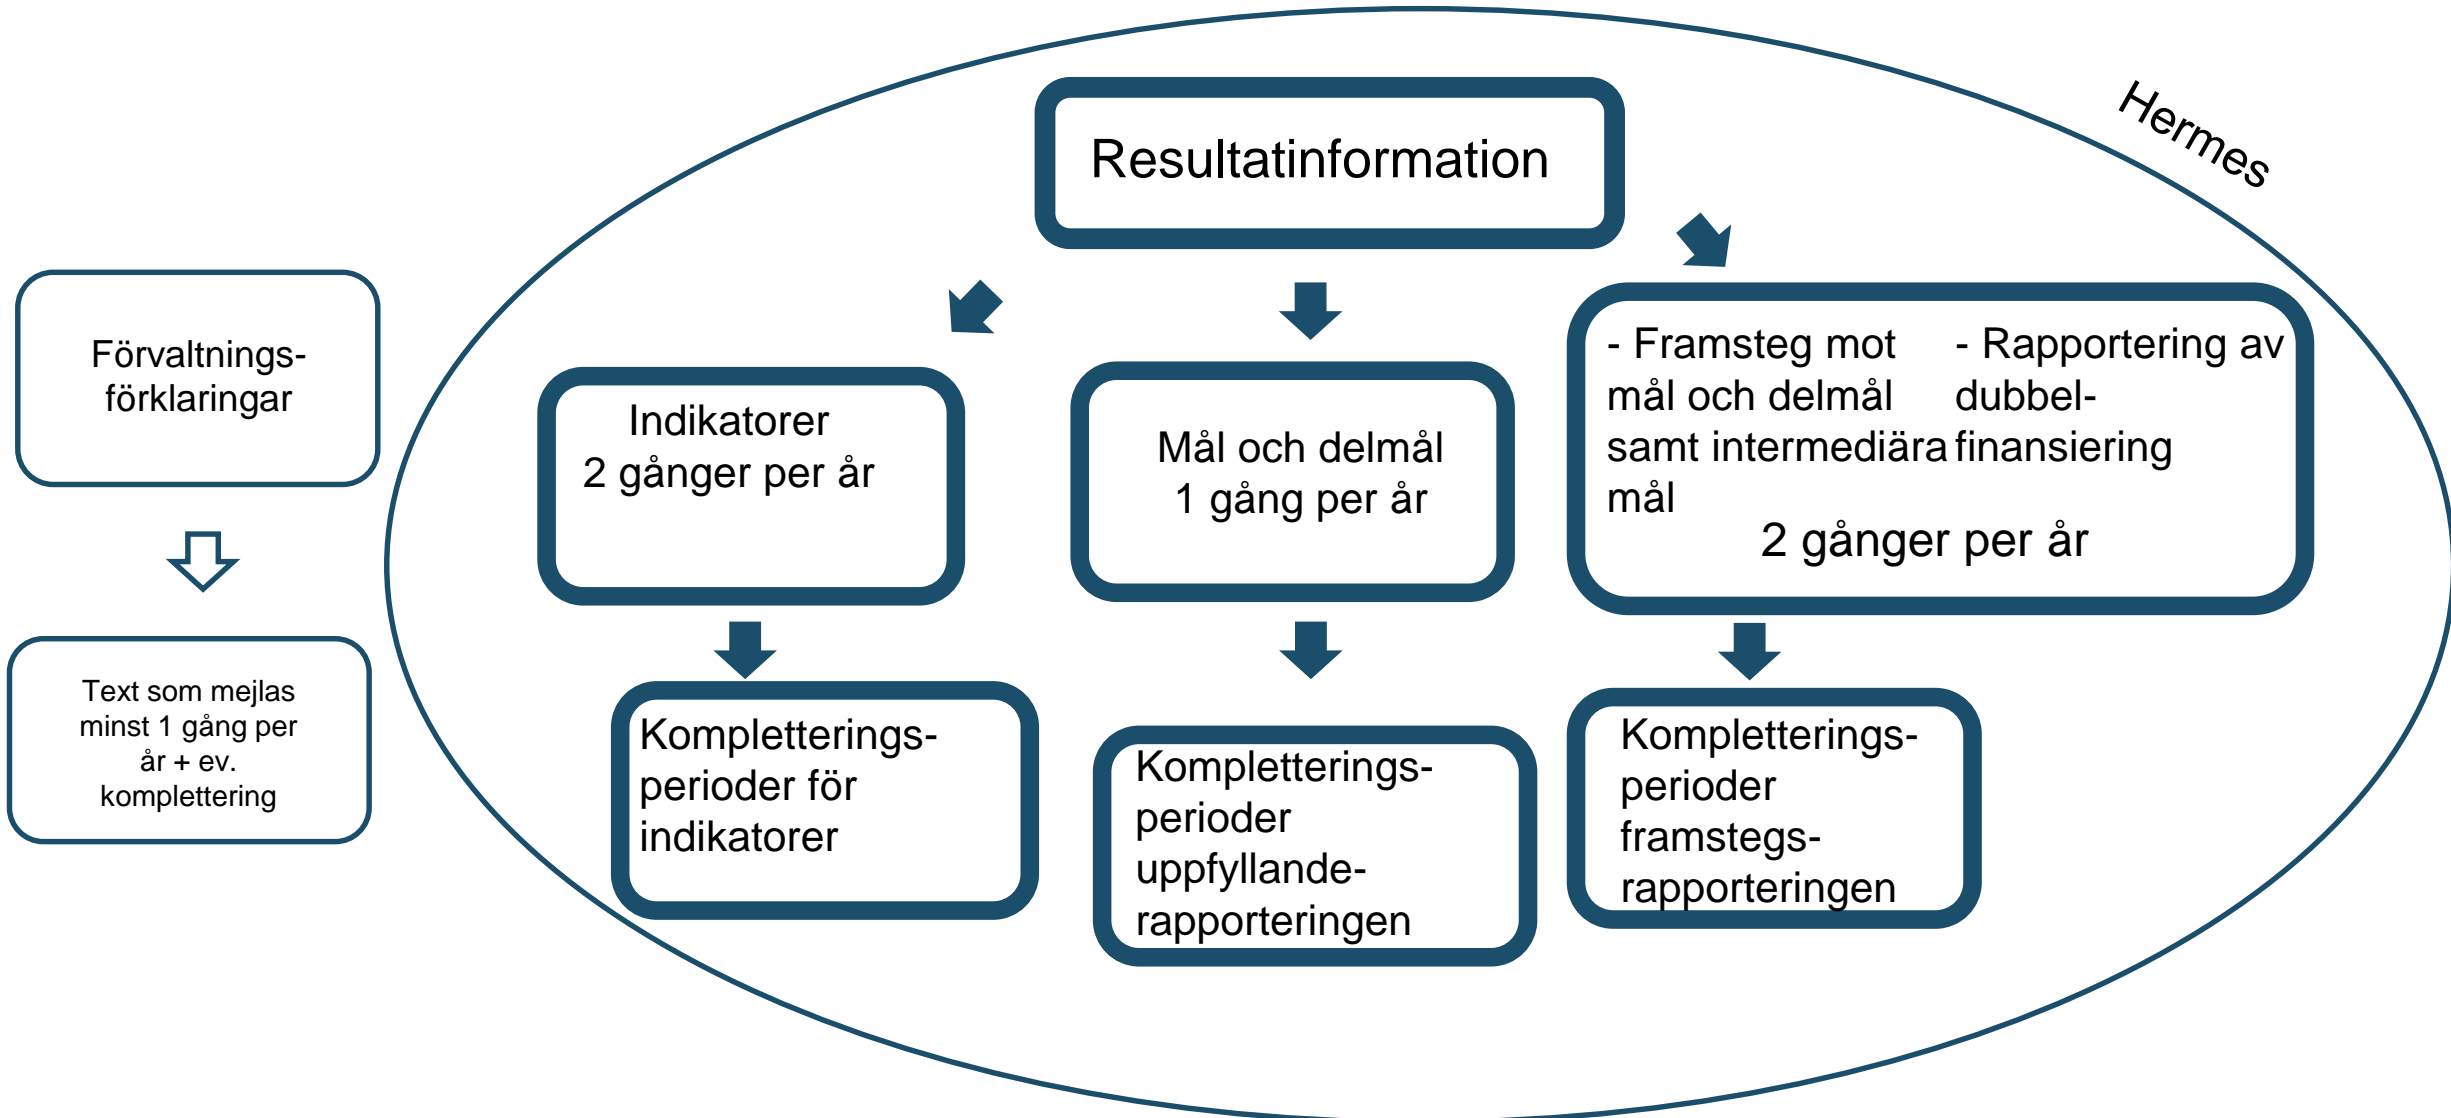 Hermes
Resultatinformation
Förvaltnings-
förklaringar
Text som mejlas
minst 1 gång per
år + ev.
komplettering
Indikatorer
2 gånger per år
Mål och delmål
1 gång per år
- Framsteg mot
mål och delmål
samt intermediära
mål
- Rapportering av
dubbel-
finansiering
2 gånger per år
Kompletterings-
perioder för
indikatorer
Kompletterings-
perioder
uppfyllande-
rapporteringen
Kompletterings-
perioder
framstegs-
rapporteringen